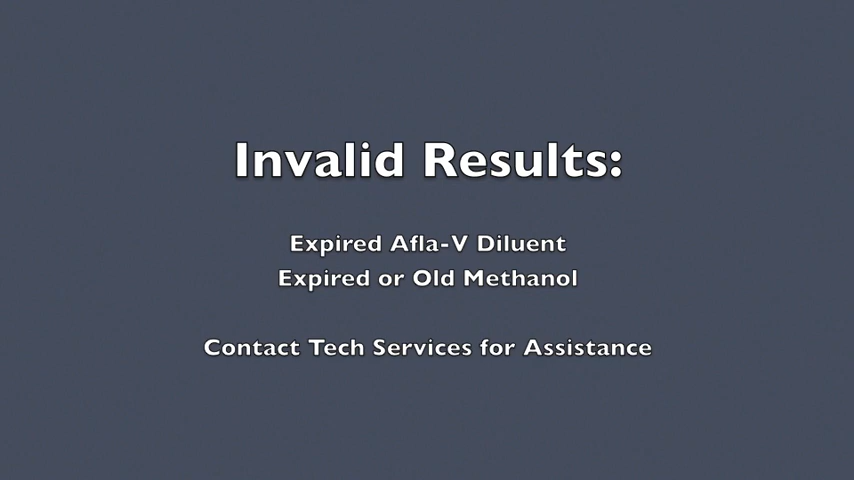 Invalid Results:
Expired Afla-V Diluent
Expired or Old Methanol
Contact Tech Services for Assistance